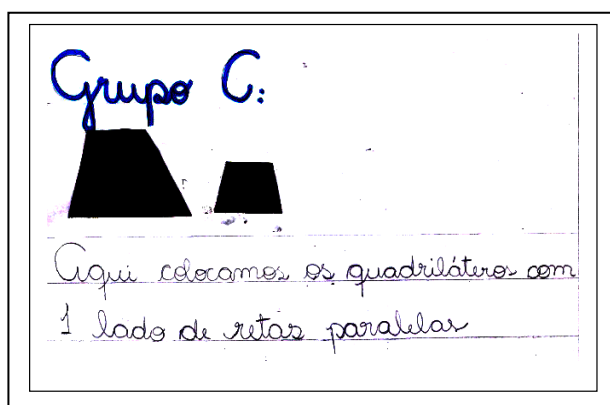 Grupo C:
Aqui colocamos os quadriláteros com
1 lado de retas paralelas